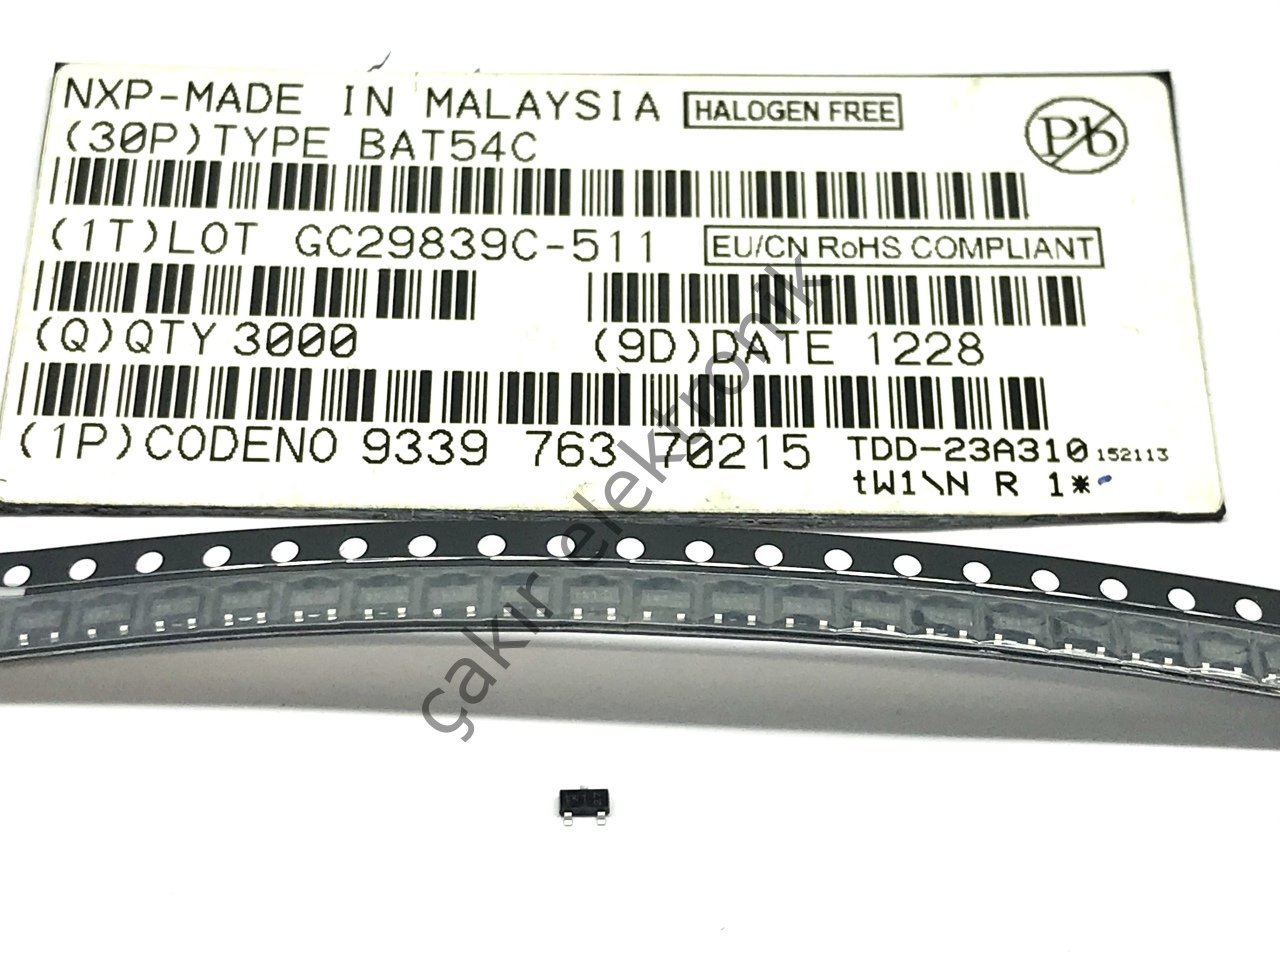 NXP-MADE IN MALAYSIA HALOGEN FREE
Pb
(30P)TYPE BAT54C
(1T)LOT GC29839C-511 EU/CN RoHS COMPLIANT
(Q)QTY 3000 (9D)DATE 1228
(1P)CODENO 9339 763 70215 TDD-23A310 152113
tW1\N R 1*
çakır elektronik